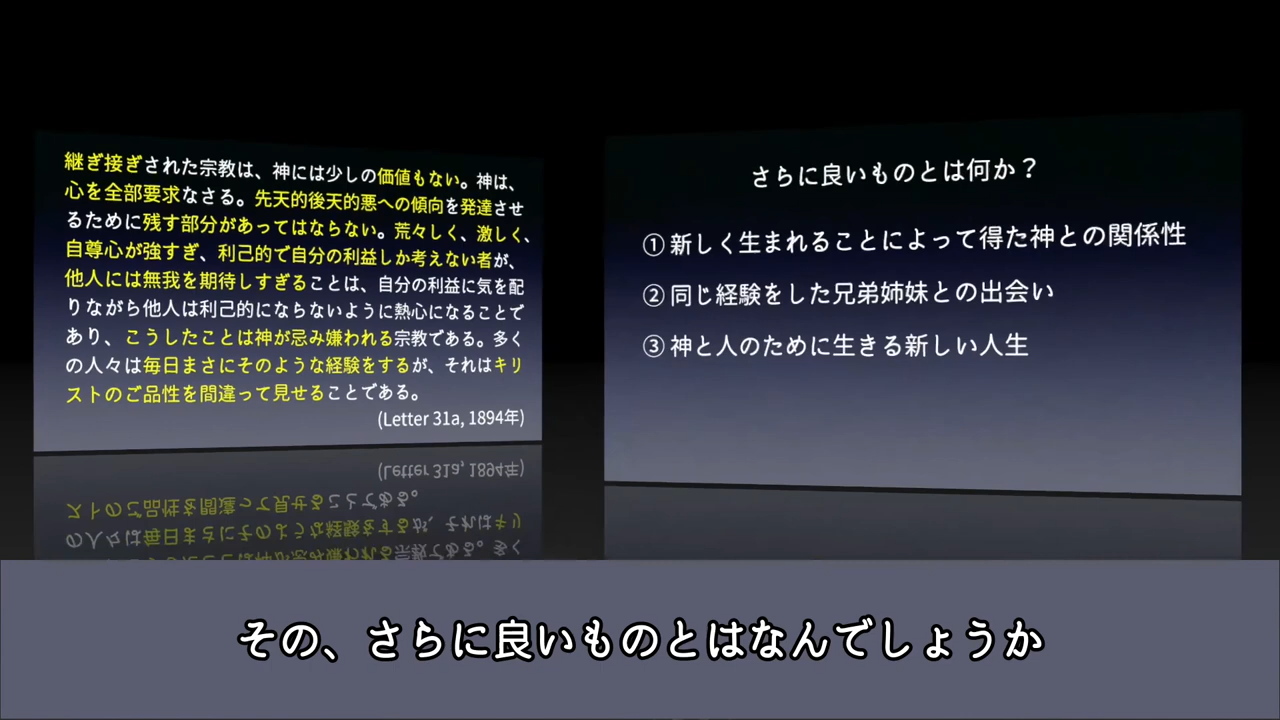 継ぎ接ぎされた宗教は、神には少しの価値もない。神は、
心を全部要求なさる。先天的後天的悪への傾向を発達させ
るために残す部分があってはならない。荒々しく、激しく、
自尊心が強すぎ、利己的で自分の利益しか考えない者が、
他人には無我を期待しすぎることは、自分の利益に気を配
りながら他人は利己的にならないように熱心になることで
あり、こうしたことは神が忌み嫌われる宗教である。多く
の人々は毎日まさにそのような経験をするが、それはキリ
ストのご品性を間違って見せることである。
(Letter 31a, 1894年)
さらに良いものとは何か？
① 新しく生まれることによって得た神との関係性
② 同じ経験をした兄弟姉妹との出会い
③ 神と人のために生きる新しい人生
その、さらに良いものとはなんでしょうか